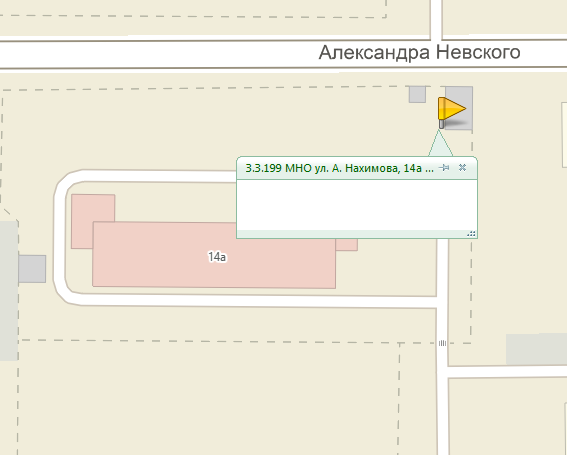 Александра Невского
3.3.199 МНО ул. А. Нахимова, 14а ...
14а